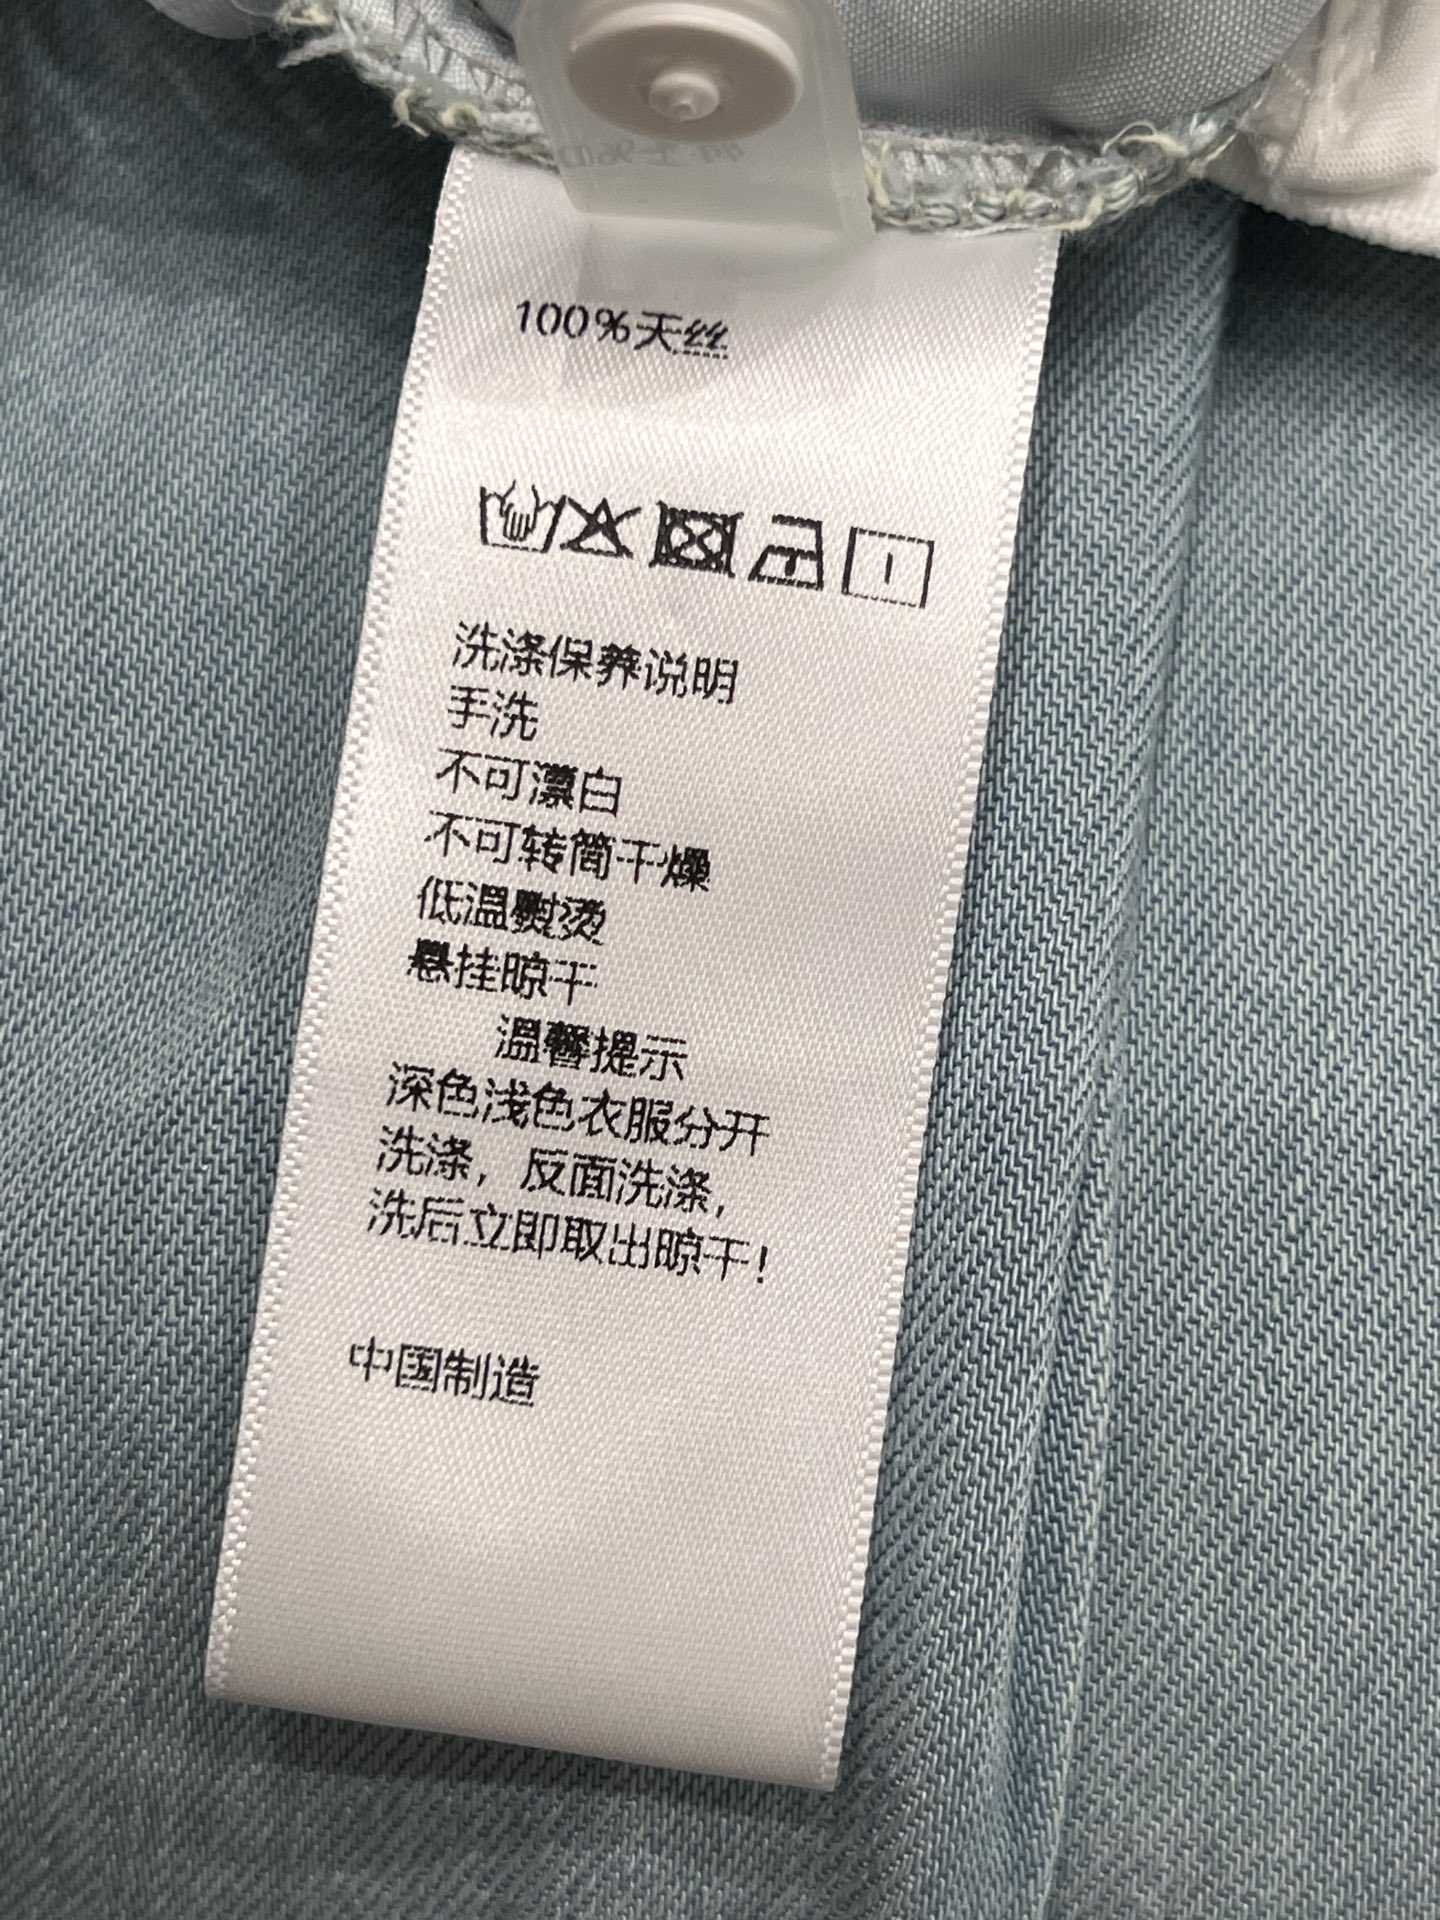 100%天丝
洗涤保养说明
手洗
不可漂白
不可转筒干燥
低温熨烫
悬挂晾干
温馨提示
深色浅色衣服分开
洗涤，反面洗涤，
洗后立即取出晾干！
中国制造